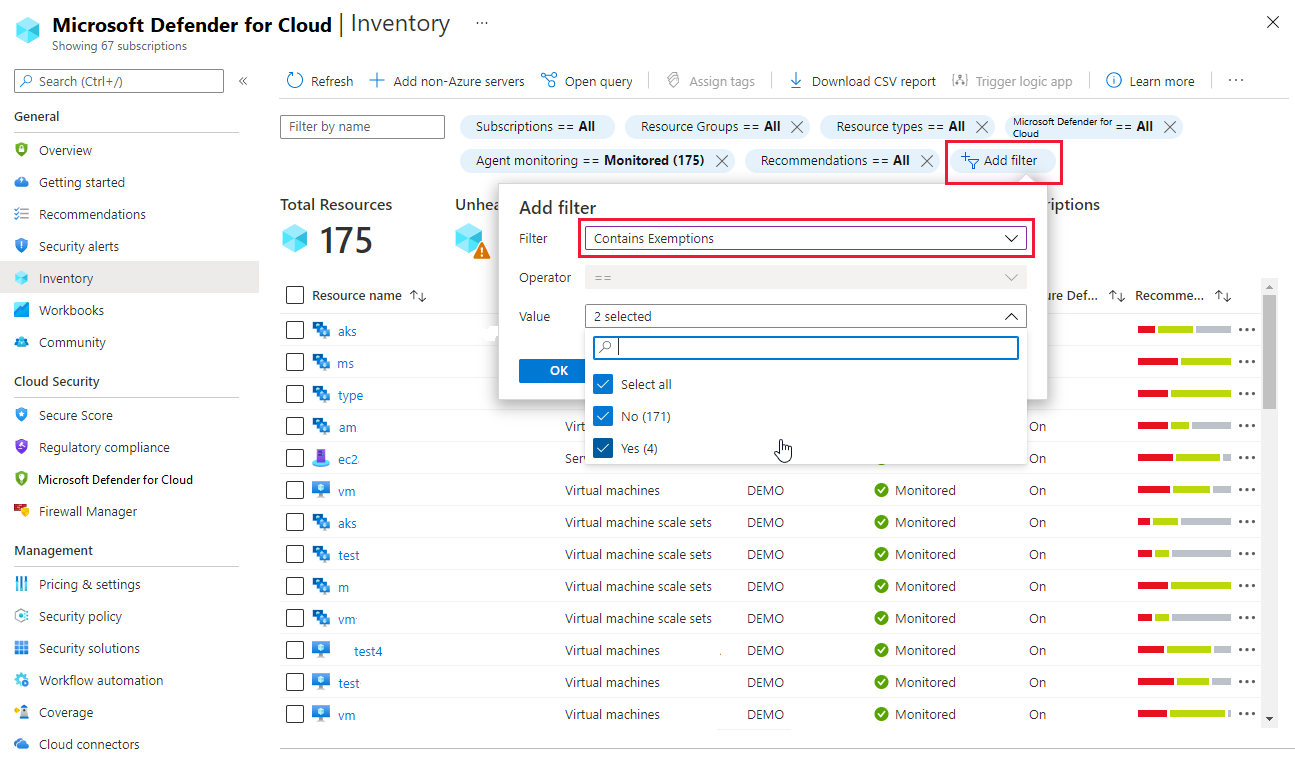 Microsoft Defender for Cloud | Inventory ...
Showing 67 subscriptions
Search (Ctrl+/)
«
General
Overview
Getting started
Recommendations
Security alerts
Inventory
Workbooks
Community
Cloud Security
Secure Score
Regulatory compliance
Microsoft Defender for Cloud
Firewall Manager
Management
Pricing & settings
Security policy
Security solutions
Workflow automation
Coverage
Cloud connectors
Refresh Add non-Azure servers Open query Assign tags Download CSV report Trigger logic app Learn more ...
Filter by name
Subscriptions == All
Resource Groups == All
Resource types == All
Microsoft Defender for
Cloud == All
Agent monitoring == Monitored (175)
Recommendations == All
Add filter
Total Resources
175
Unhea
riptions
Add filter
Filter Contains Exemptions
Operator ==
Value 2 selected
OK
Select all
No (171)
Yes (4)
Resource name ure Def... Recomme...
aks
ms
type
am Virt On
ec2 Ser On
vm Virtual machines DEMO Monitored On
aks Virtual machine scale sets DEMO Monitored On
test Virtual machine scale sets DEMO Monitored On
m Virtual machine scale sets DEMO Monitored On
vm Virtual machine scale sets DEMO Monitored On
test4 Virtual machines DEMO Monitored On
test Virtual machines DEMO Monitored On
vm Virtual machines DEMO Monitored On